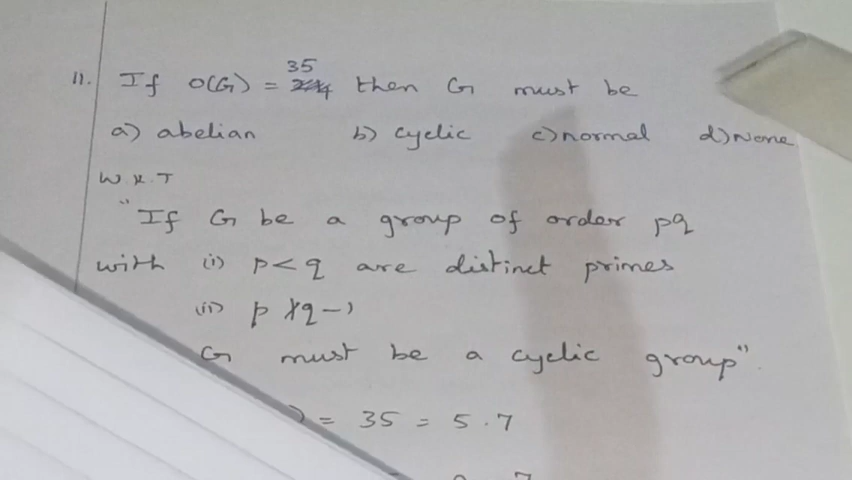 11. If O(G) = 35 then G must be
a) abelian b) cyclic c) normal d) None
W.K.T
"If G be a group of order pq
with (i) p < q are distinct primes
(ii) p ∤ q-1
G must be a cyclic group".
) = 35 = 5.7